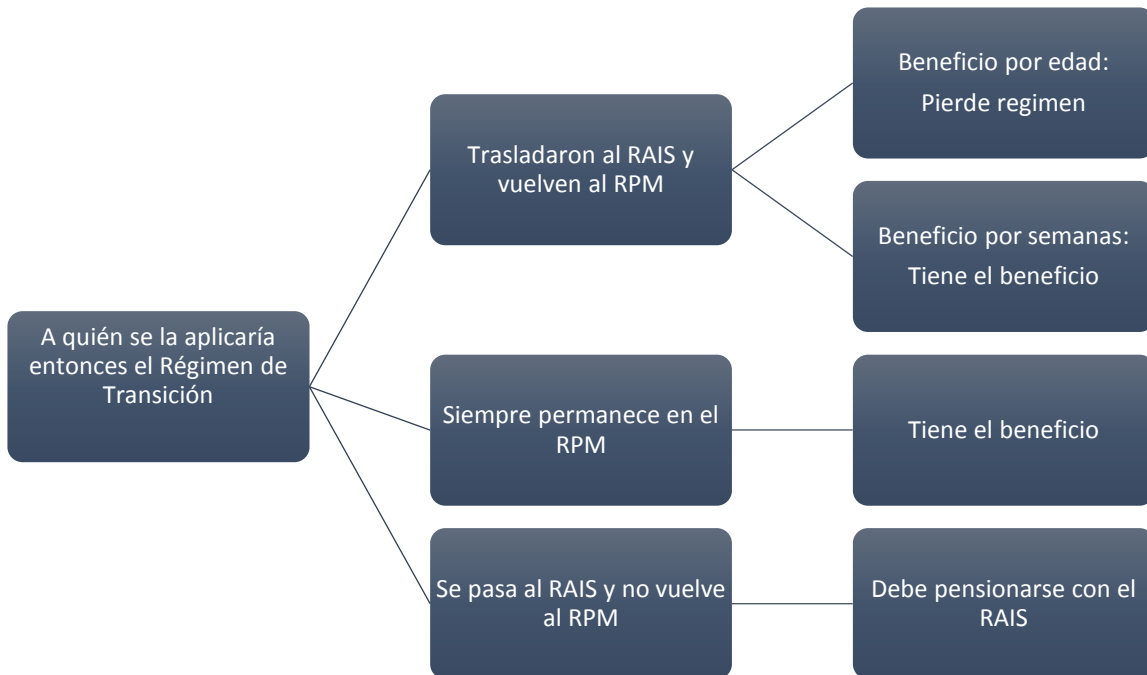 A quién se la aplicaría
entonces el Régimen de
Transición
Trasladaron al RAIS y
vuelven al RPM
Beneficio por edad:
Pierde regimen
Beneficio por semanas:
Tiene el beneficio
Siempre permanece en el
RPM
Tiene el beneficio
Se pasa al RAIS y no vuelve
al RPM
Debe pensionarse con el
RAIS